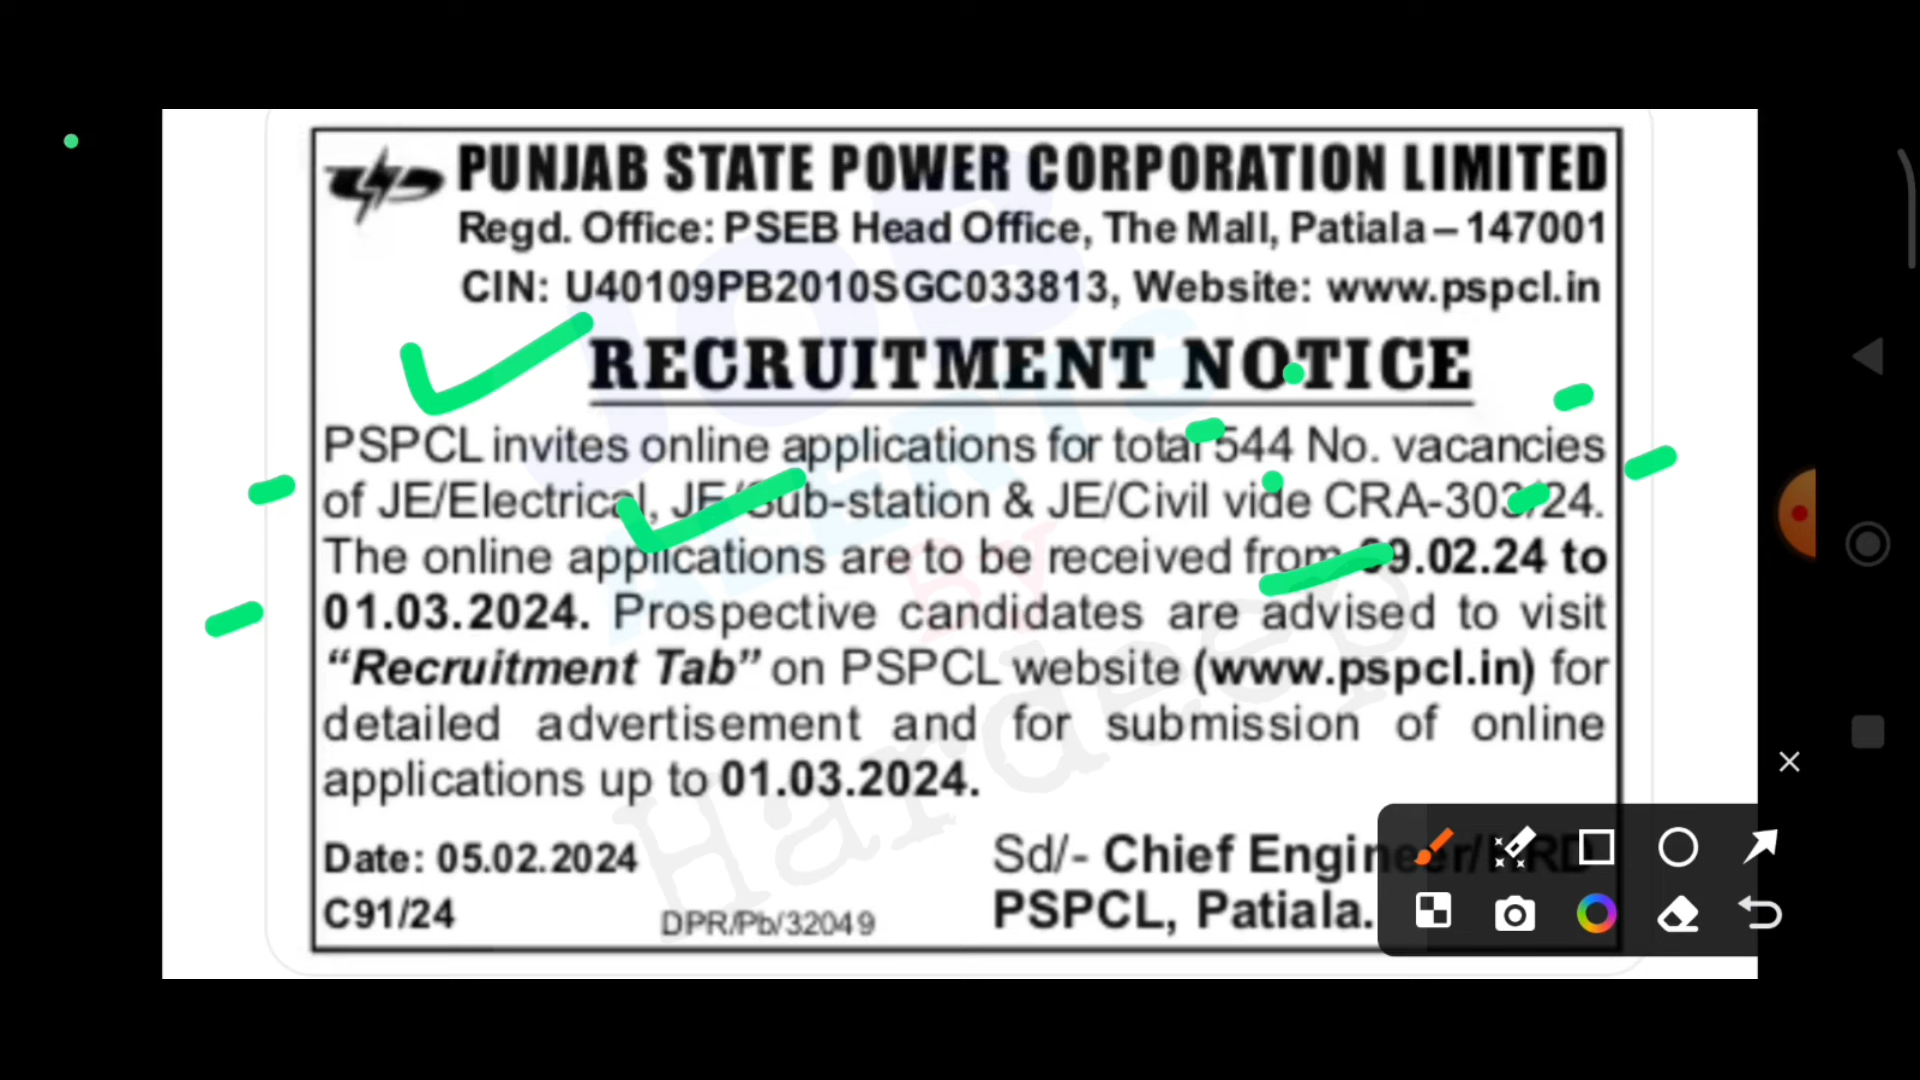 PUNJAB STATE POWER CORPORATION LIMITED
Regd. Office: PSEB Head Office, The Mall, Patiala – 147001
CIN: U40109PB2010SGC033813, Website: www.pspcl.in
RECRUITMENT NOTICE
PSPCL invites online applications for total 544 No. vacancies
of JE/Electrical, JE/Sub-station & JE/Civil vide CRA-303/24.
The online applications are to be received from 09.02.24 to
01.03.2024. Prospective candidates are advised to visit
“Recruitment Tab” on PSPCL website (www.pspcl.in) for
detailed advertisement and for submission of online
applications up to 01.03.2024.
Date: 05.02.2024
Sd/- Chief Engineer/HRD
C91/24
DPR/Pb/32049
PSPCL, Patiala.
JOB
ALERTS
BY
Hardeep